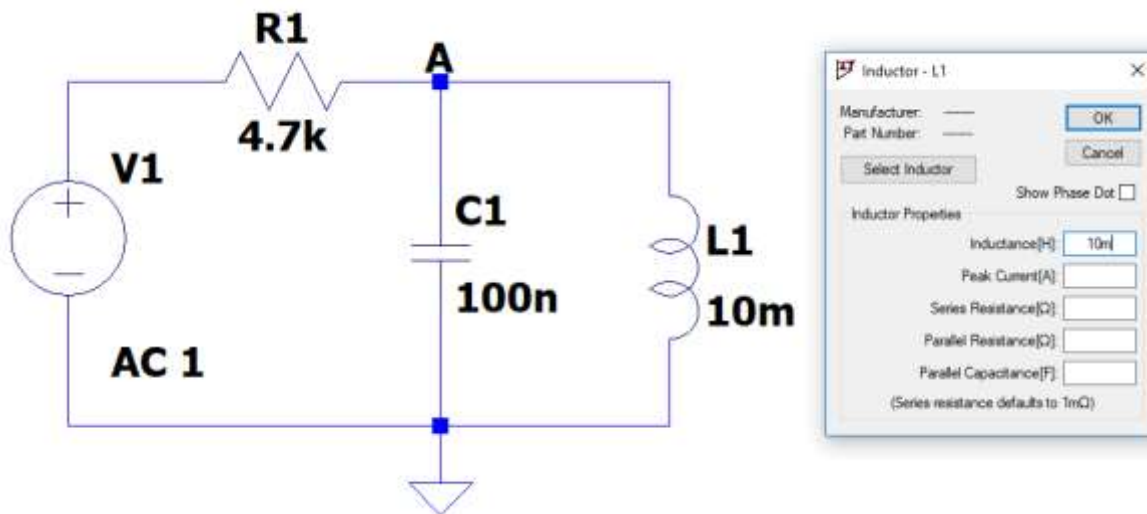 R1
A
4.7k
V1
C1
L1
100n
10m
AC 1
+
Inductor - L1
Manufacturer: ----
Part Number: ----
OK
Cancel
Select Inductor
Show Phase Dot
Inductor Properties
Inductance[H]: 10m
Peak Current[A]:
Series Resistance[Ω]:
Parallel Resistance[Ω]:
Parallel Capacitance[F]:
(Series resistance defaults to 1mΩ)